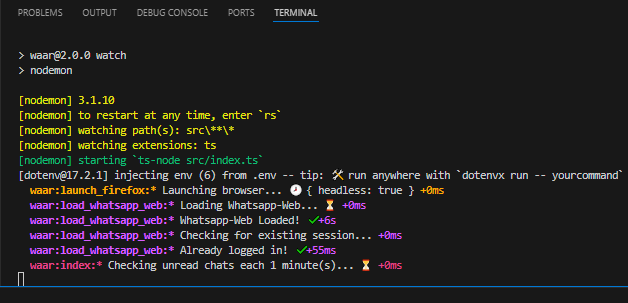 PROBLEMS OUTPUT DEBUG CONSOLE PORTS TERMINAL
> waar@2.0.0 watch
> nodemon
[nodemon] 3.1.10
[nodemon] to restart at any time, enter `rs`
[nodemon] watching path(s): src\**\*
[nodemon] watching extensions: ts
[nodemon] starting `ts-node src/index.ts`
[dotenv@17.2.1] injecting env (6) from .env -- tip: 🛠️ run anywhere with `dotenvx run -- yourcommand`
waar:launch_firefox:* Launching browser... 🕗 { headless: true } +0ms
waar:load_whatsapp_web:* Loading Whatsapp-Web... ⏳ +0ms
waar:load_whatsapp_web:* Whatsapp-Web Loaded! ✓ +6s
waar:load_whatsapp_web:* Checking for existing session... +0ms
waar:load_whatsapp_web:* Already logged in! ✓ +55ms
waar:index:* Checking unread chats each 1 minute(s)... ⏳ +0ms